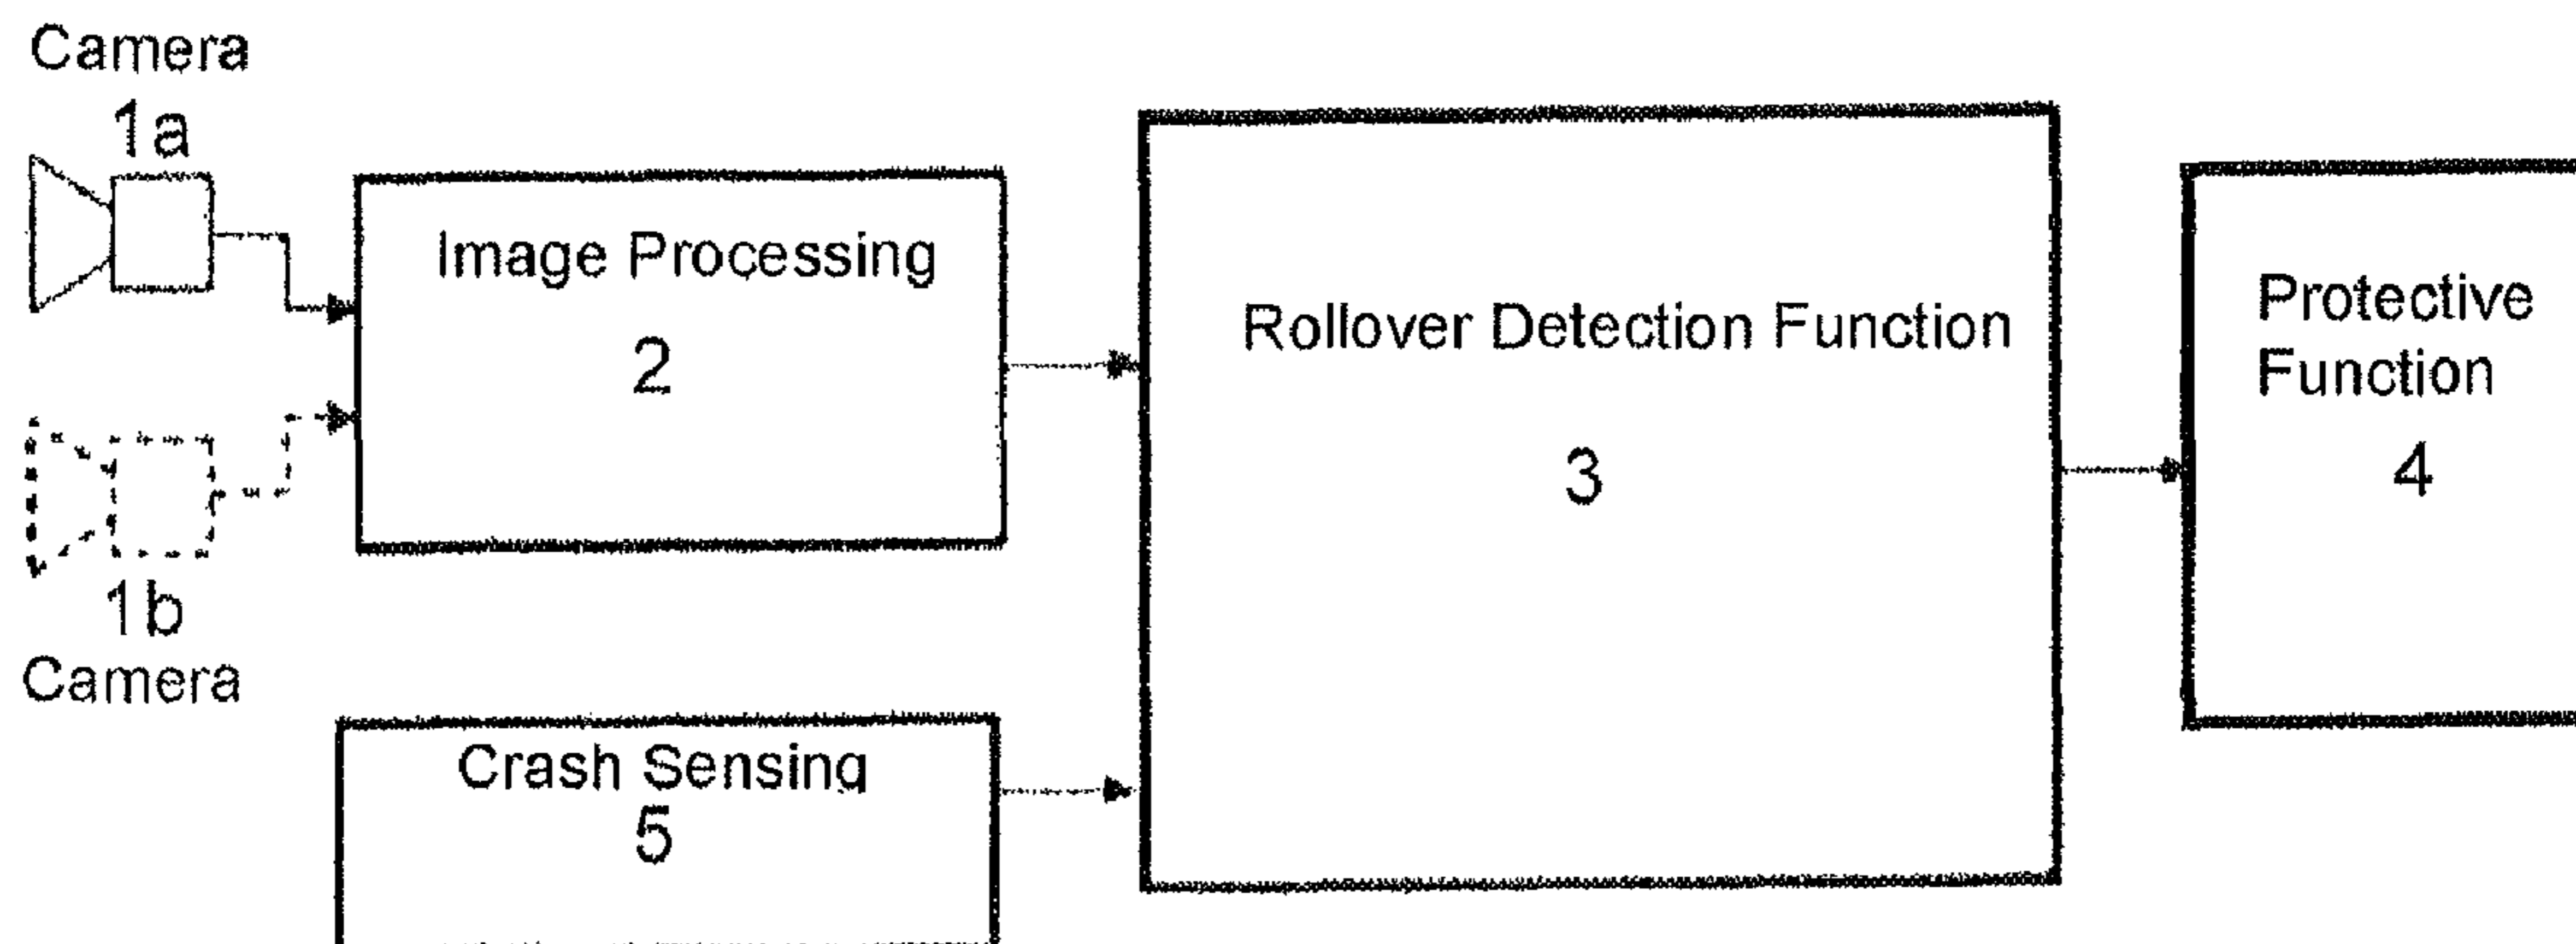 Camera
1a
Image Processing
2
1b
Camera
Crash Sensing
5
Rollover Detection Function
3
Protective
Function
4